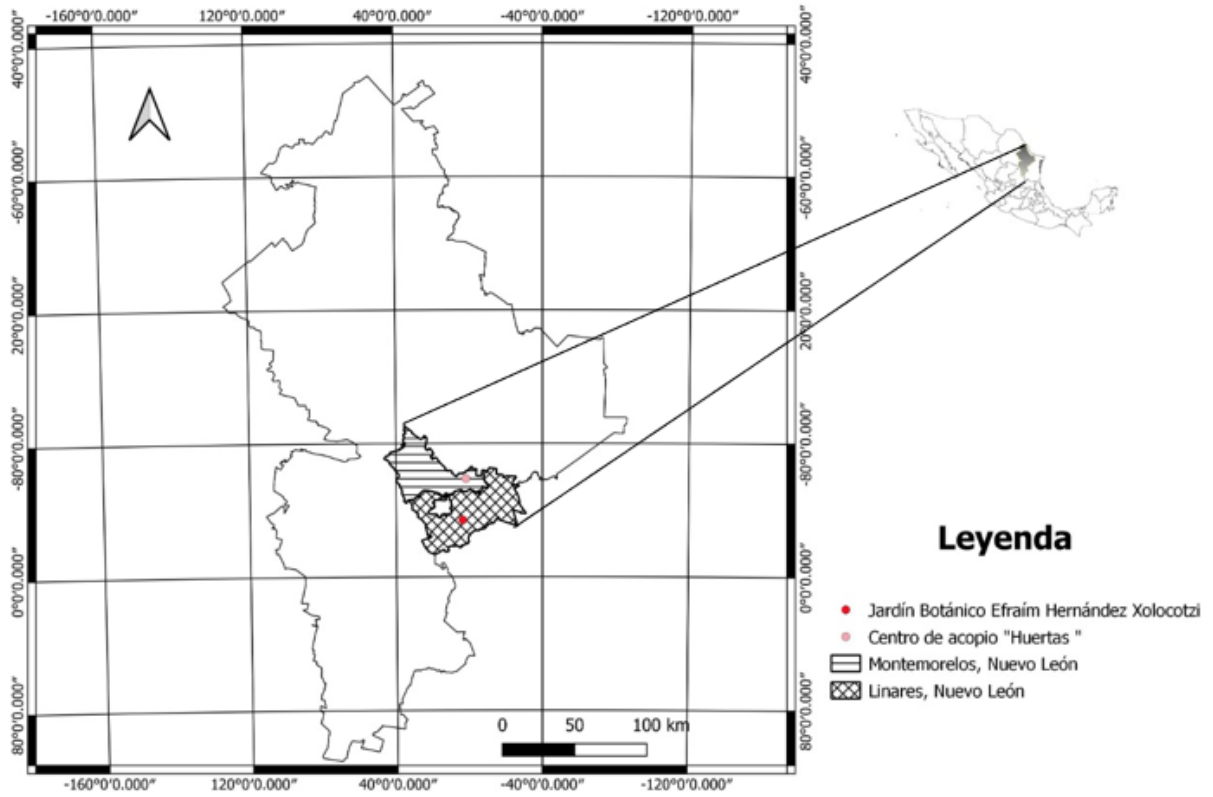 -160°0'0.000" 120°0'0.000" 40°0'0.000" -40°0'0.000" -120°0'0.000"
40°0'0.000" 40°0'0.000"
-60°0'0.000" -60°0'0.000"
20°0'0.000" 20°0'0.000"
-80°0'0.000" -80°0'0.000"
0°0'0.000" 0°0'0.000"
80°0'0.000" 80°0'0.000"
0 50 100 km
-160°0'0.000" 120°0'0.000" 40°0'0.000" -40°0'0.000" -120°0'0.000"
Leyenda
Jardín Botánico Efraím Hernández Xolocotzi
Centro de acopio "Huertas "
Montemorelos, Nuevo León
Linares, Nuevo León